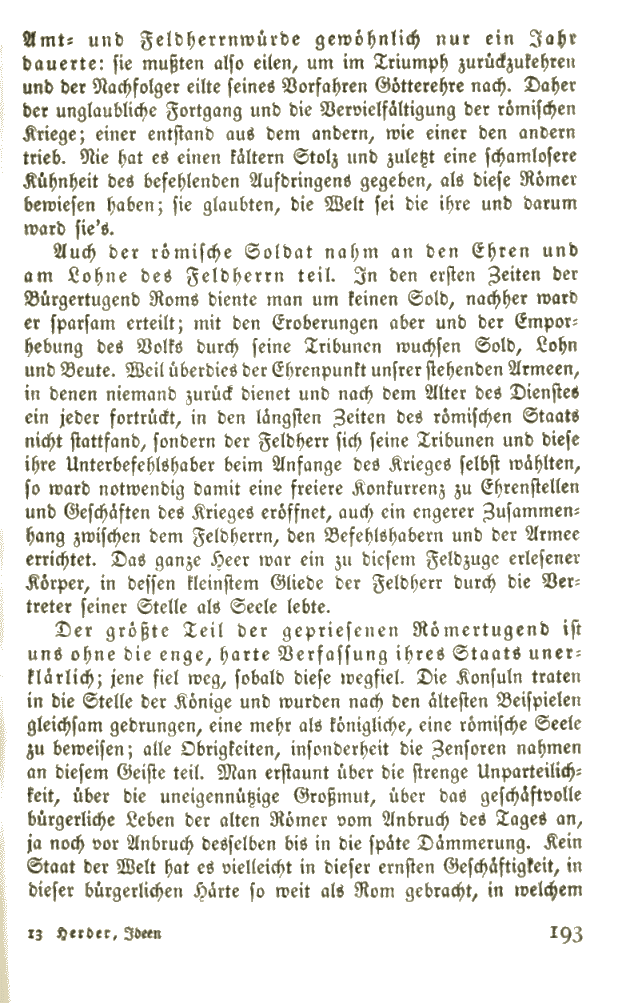 Amt- und Feldherrnwürde gewöhnlich nur ein Jahr
dauerte: sie mußten also eilen, um im Triumph zurückzukehren
und der Nachfolger eilte seines Vorfahren Götterehre nach. Daher
der unglaubliche Fortgang und die Vervielfältigung der römischen
Kriege; einer entstand aus dem andern, wie einer den andern
trieb. Nie hat es einen kältern Stolz und zuletzt eine schamlosere
Kühnheit des befehlenden Aufdringens gegeben, als diese Römer
bewiesen haben; sie glaubten, die Welt sei die ihre und darum
ward sie's.
Auch der römische Soldat nahm an den Ehren und
am Lohne des Feldherrn teil. In den ersten Zeiten der
Bürgertugend Roms diente man um keinen Sold, nachher ward
er sparsam erteilt; mit den Eroberungen aber und der Empor-
hebung des Volks durch seine Tribunen wuchsen Sold, Lohn
und Beute. Weil überdies der Ehrenpunkt unsrer stehenden Armeen,
in denen niemand zurück dienet und nach dem Alter des Dienstes
ein jeder fortrückt, in den längsten Zeiten des römischen Staats
nicht stattfand, sondern der Feldherr sich seine Tribunen und diese
ihre Unterbefehlshaber beim Anfange des Krieges selbst wählten,
so ward notwendig damit eine freiere Konkurrenz zu Ehrenstellen
und Geschäften des Krieges eröffnet, auch ein engerer Zusammen-
hang zwischen dem Feldherrn, den Befehlshabern und der Armee
errichtet. Das ganze Heer war ein zu diesem Feldzuge erlesener
Körper, in dessen kleinstem Gliede der Feldherr durch die Ver-
treter seiner Stelle als Seele lebte.
Der größte Teil der gepriesenen Römertugend ist
uns ohne die enge, harte Verfassung ihres Staats uner-
klärlich; jene fiel weg, sobald diese wegfiel. Die Konsuln traten
in die Stelle der Könige und wurden nach den ältesten Beispielen
gleichsam gedrungen, eine mehr als königliche, eine römische Seele
zu beweisen; alle Obrigkeiten, insonderheit die Zensoren nahmen
an diesem Geiste teil. Man erstaunt über die strenge Unparteilich-
keit, über die uneigennützige Großmut, über das geschäftvolle
bürgerliche Leben der alten Römer vom Anbruch des Tages an,
ja noch vor Anbruch desselben bis in die späte Dämmerung. Kein
Staat der Welt hat es vielleicht in dieser ernsten Geschäftigkeit, in
dieser bürgerlichen Härte so weit als Rom gebracht, in welchem
13 Herder, Ideen 193